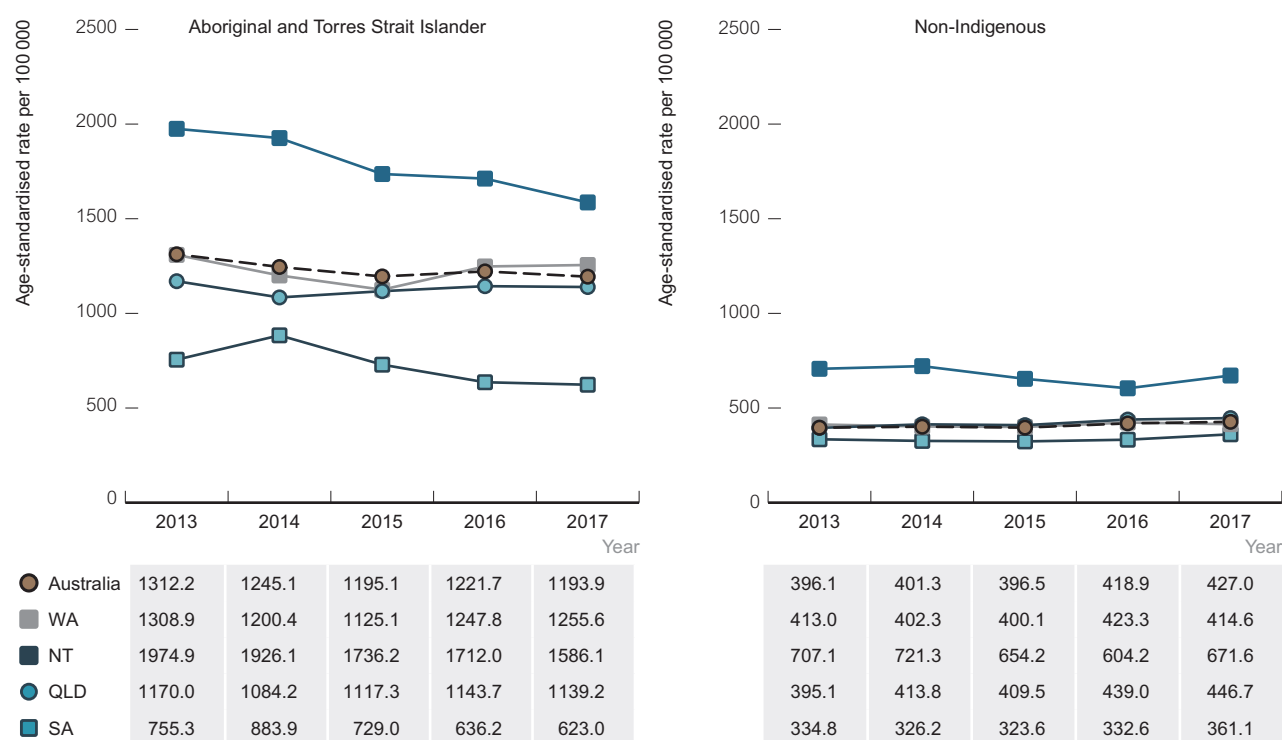 Aboriginal and Torres Strait Islander
Age-standardised rate per 100 000
2500
2000
1500
1000
500
0
2013 2014 2015 2016 2017
Year
Non-Indigenous
Age-standardised rate per 100 000
2500
2000
1500
1000
500
0
2013 2014 2015 2016 2017
Year
Australia 1312.2 1245.1 1195.1 1221.7 1193.9 396.1 401.3 396.5 418.9 427.0
WA 1308.9 1200.4 1125.1 1247.8 1255.6 413.0 402.3 400.1 423.3 414.6
NT 1974.9 1926.1 1736.2 1712.0 1586.1 707.1 721.3 654.2 604.2 671.6
QLD 1170.0 1084.2 1117.3 1143.7 1139.2 395.1 413.8 409.5 439.0 446.7
SA 755.3 883.9 729.0 636.2 623.0 334.8 326.2 323.6 332.6 361.1